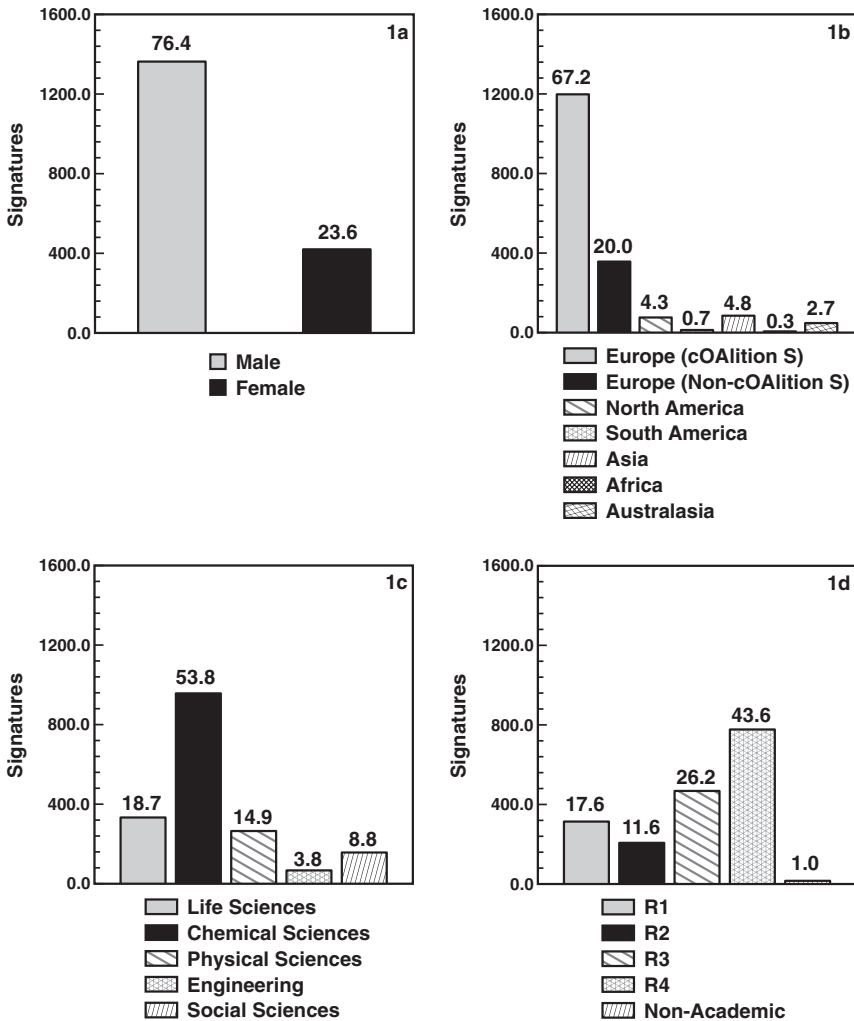 1600.0
1200.0
800.0
400.0
0.0
Signatures
1a
76.4
23.6
Male
Female
1600.0
1200.0
800.0
400.0
0.0
Signatures
1b
67.2
20.0
4.3
0.7
4.8
0.3
2.7
Europe (cOAlition S)
Europe (Non-cOAlition S)
North America
South America
Asia
Africa
Australasia
1600.0
1200.0
800.0
400.0
0.0
Signatures
1c
18.7
53.8
14.9
3.8
8.8
Life Sciences
Chemical Sciences
Physical Sciences
Engineering
Social Sciences
1600.0
1200.0
800.0
400.0
0.0
Signatures
1d
17.6
11.6
26.2
43.6
1.0
R1
R2
R3
R4
Non-Academic